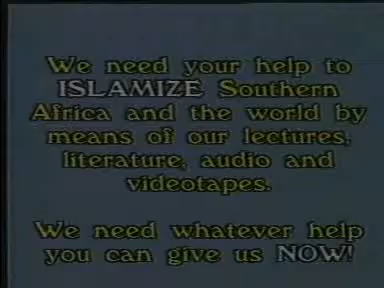 We need your help to
ISLAMIZE Southern
Africa and the world by
means of our lectures,
literature, audio and
videotapes.
We need whatever help
you can give us NOW!